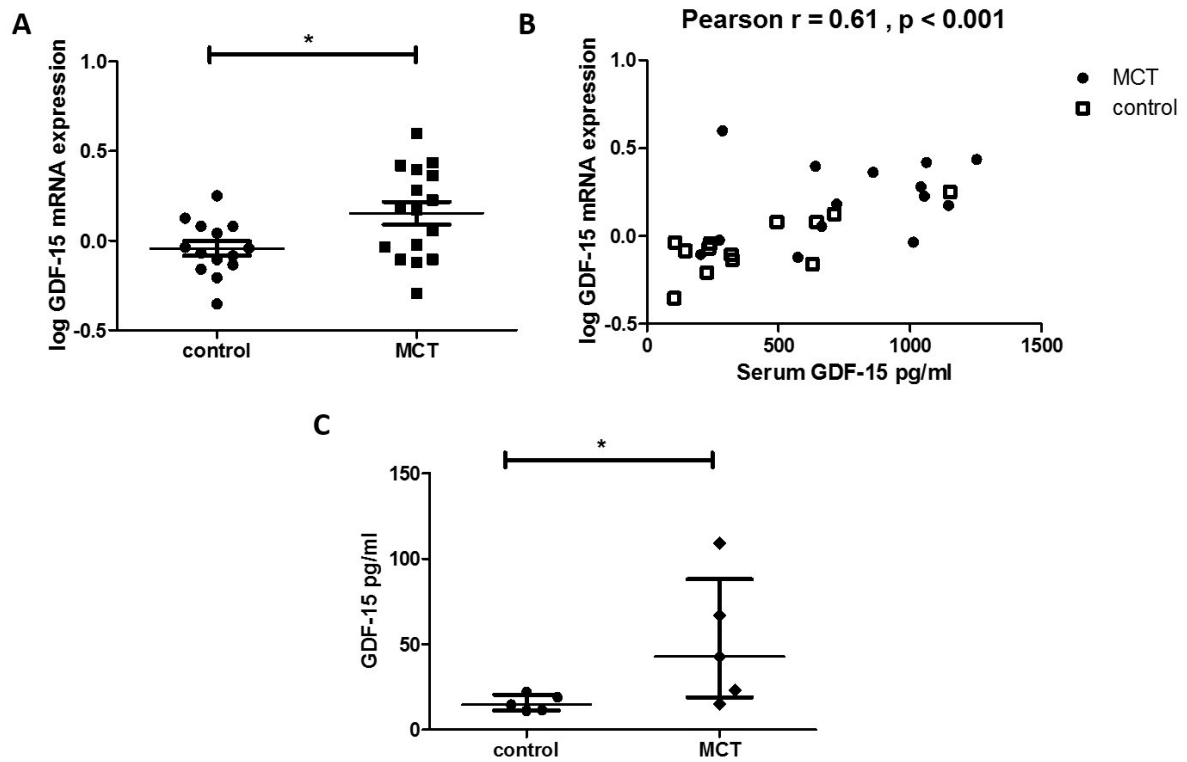 A
*
log GDF-15 mRNA expression
1.0
0.5
0.0
-0.5
control
MCT
B
Pearson r = 0.61 , p < 0.001
log GDF-15 mRNA expression
1.0
0.5
0.0
-0.5
0
500
1000
1500
Serum GDF-15 pg/ml
MCT
control
C
*
GDF-15 pg/ml
150
100
50
0
control
MCT